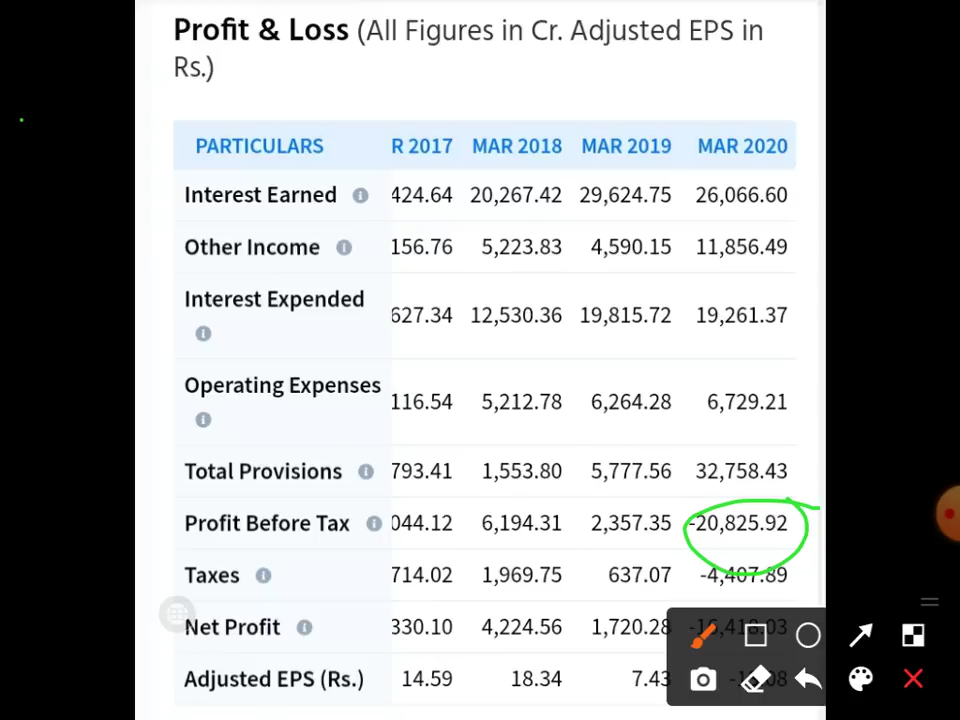 Profit & Loss (All Figures in Cr. Adjusted EPS in
Rs.)
PARTICULARS R 2017 MAR 2018 MAR 2019 MAR 2020
Interest Earned 424.64 20,267.42 29,624.75 26,066.60
Other Income 156.76 5,223.83 4,590.15 11,856.49
Interest Expended 627.34 12,530.36 19,815.72 19,261.37
Operating Expenses 116.54 5,212.78 6,264.28 6,729.21
Total Provisions 793.41 1,553.80 5,777.56 32,758.43
Profit Before Tax 044.12 6,194.31 2,357.35 -20,825.92
Taxes 714.02 1,969.75 637.07 -4,407.89
Net Profit 330.10 4,224.56 1,720.28 -16,418.03
Adjusted EPS (Rs.) 14.59 18.34 7.43